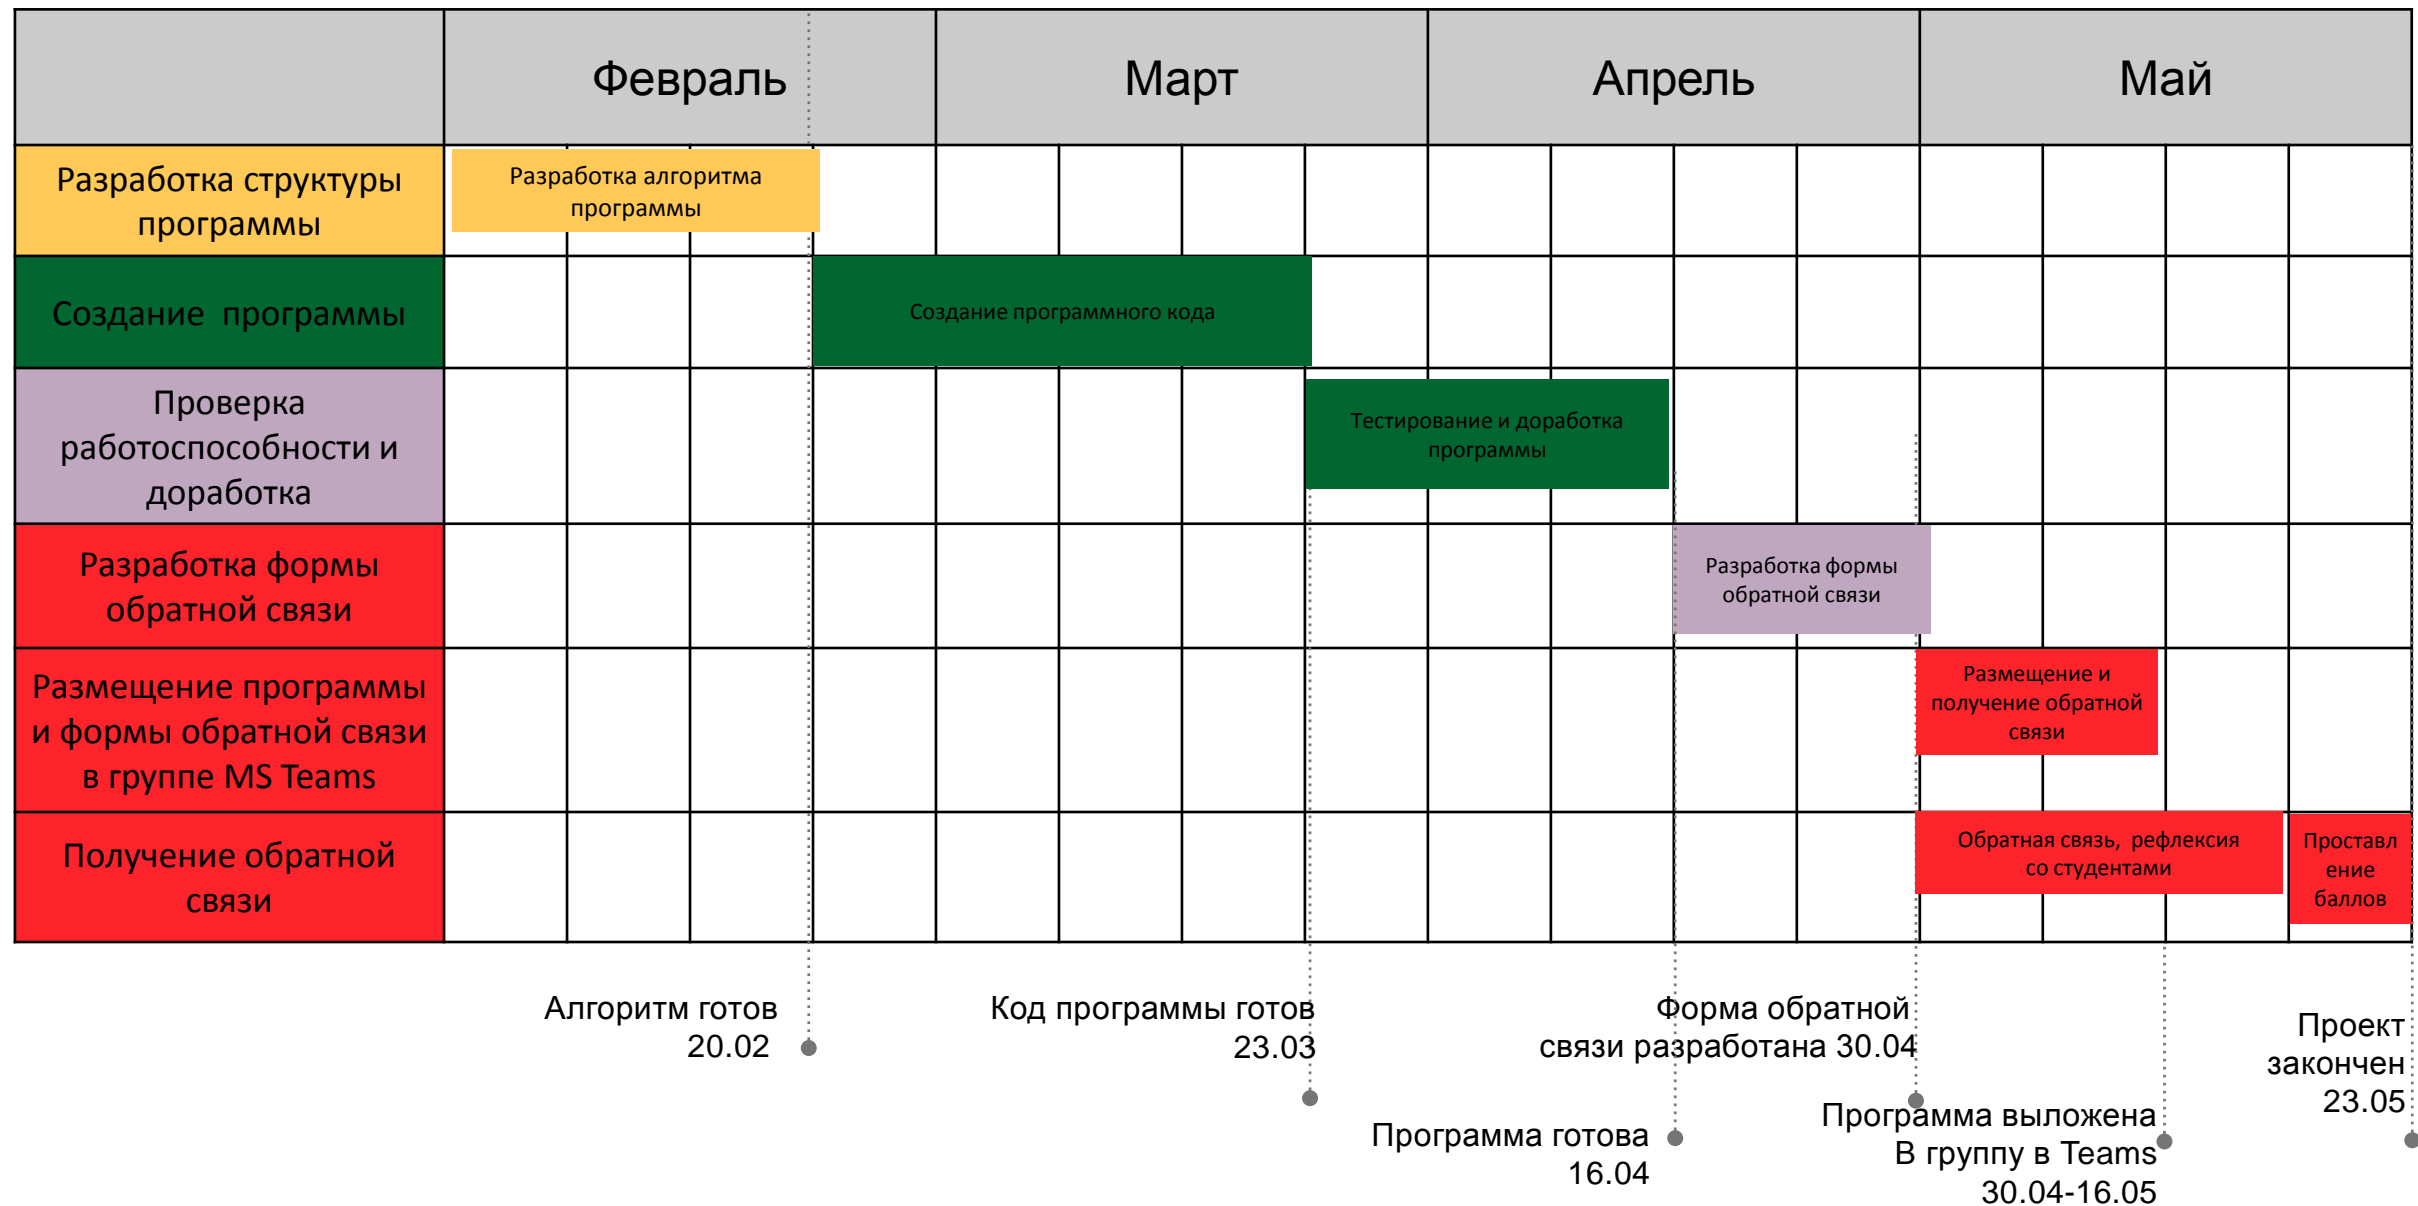 Февраль
Март
Апрель
Май
Разработка структуры
программы
Разработка алгоритма
программы
Создание программы
Создание программного кода
Проверка
работоспособности и
доработка
Тестирование и доработка
программы
Разработка формы
обратной связи
Разработка формы
обратной связи
Размещение программы
и формы обратной связи
в группе MS Teams
Размещение и
получение обратной
связи
Получение обратной
связи
Обратная связь, рефлексия
со студентами
Проставл
ение
баллов
Алгоритм готов
20.02
Код программы готов
23.03
Программа готова
16.04
Форма обратной
связи разработана 30.04
Программа выложена
В группу в Teams
30.04-16.05
Проект
закончен
23.05